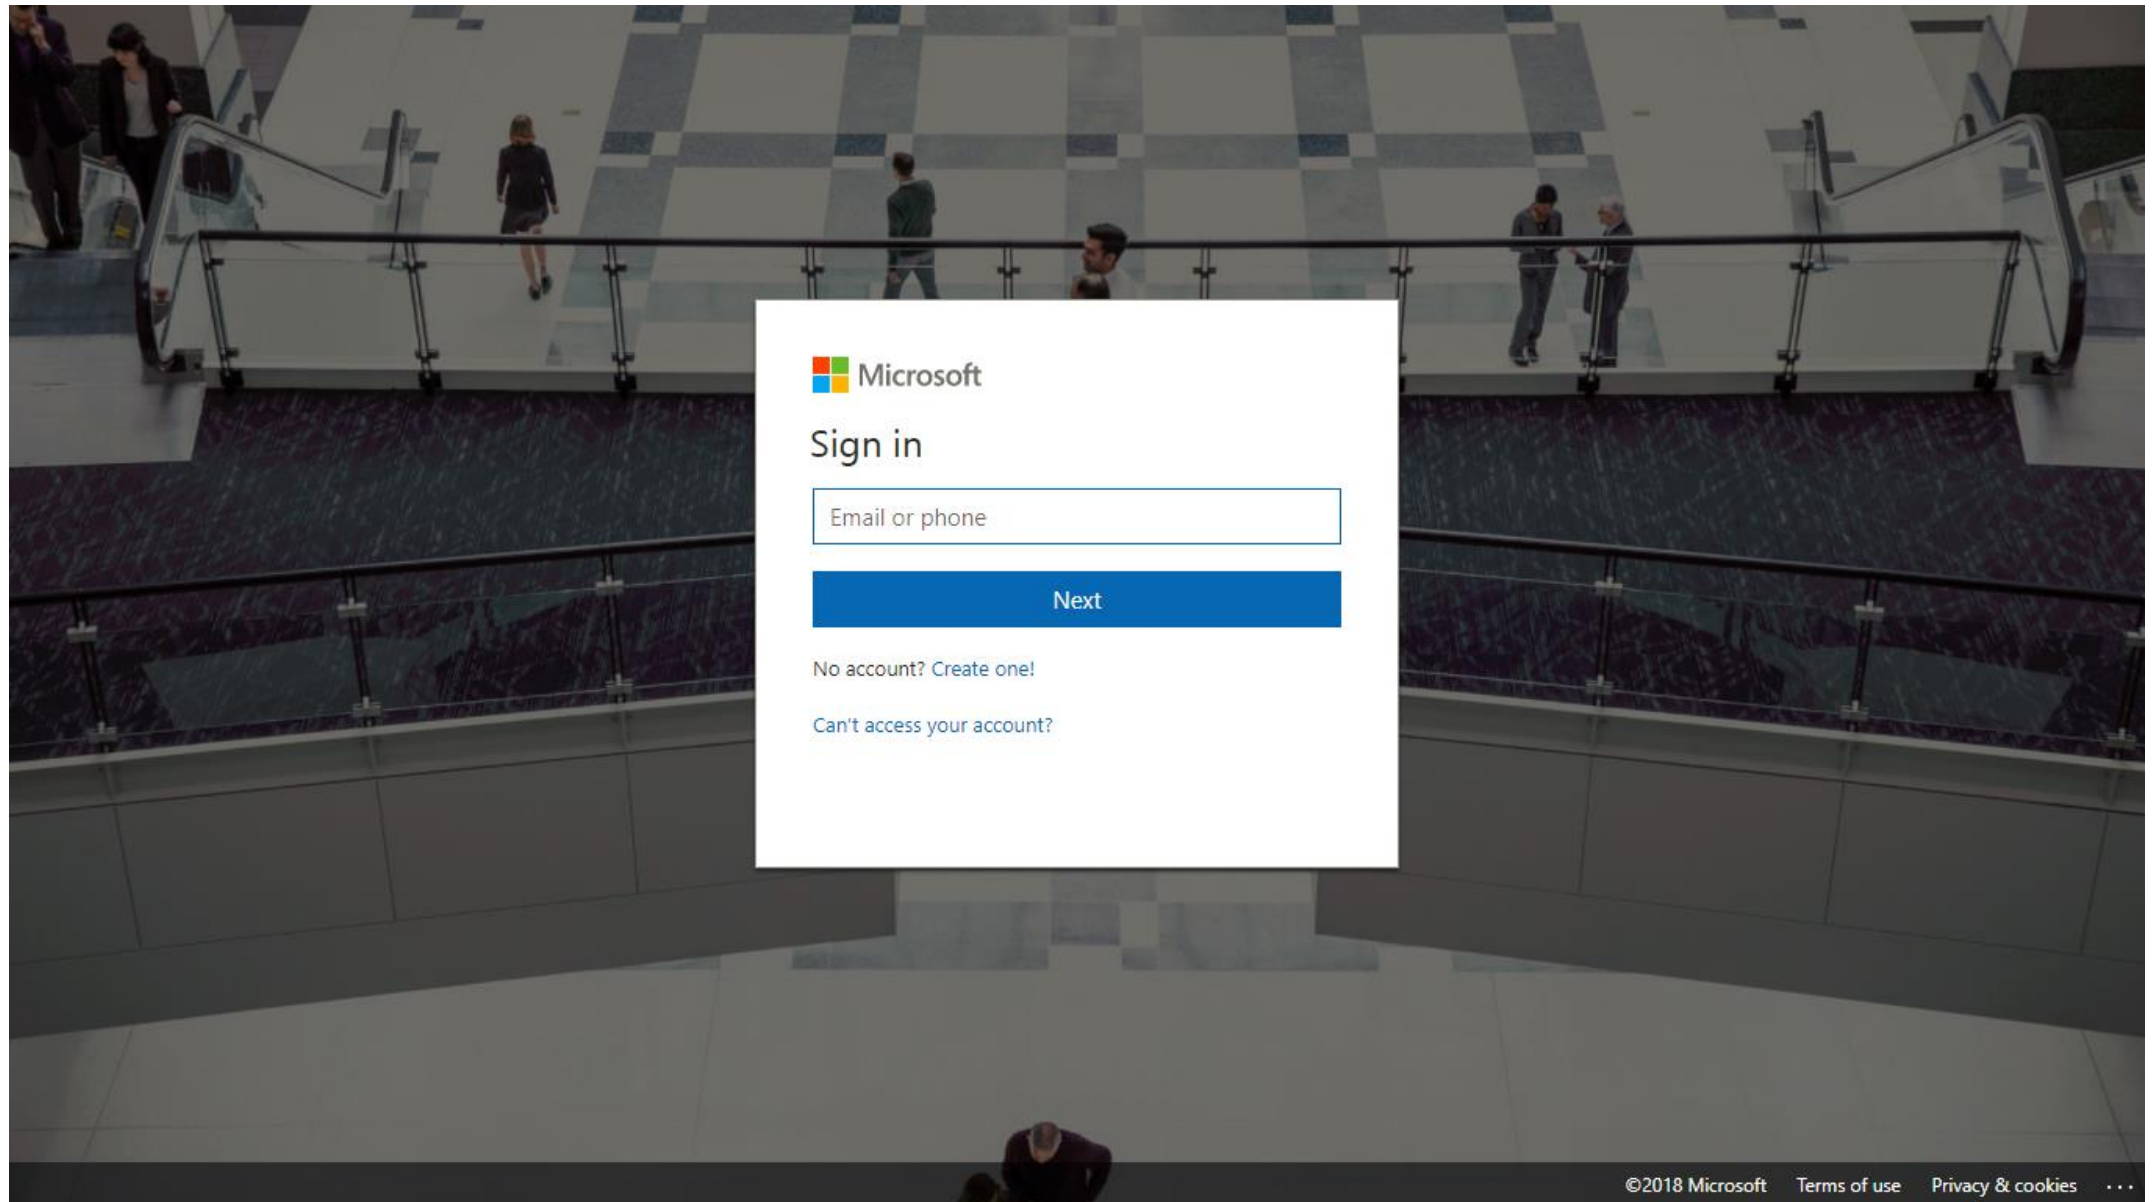 Microsoft
Sign in
Email or phone
Next
No account? Create one!
Can't access your account?
©2018 Microsoft Terms of use Privacy & cookies ...